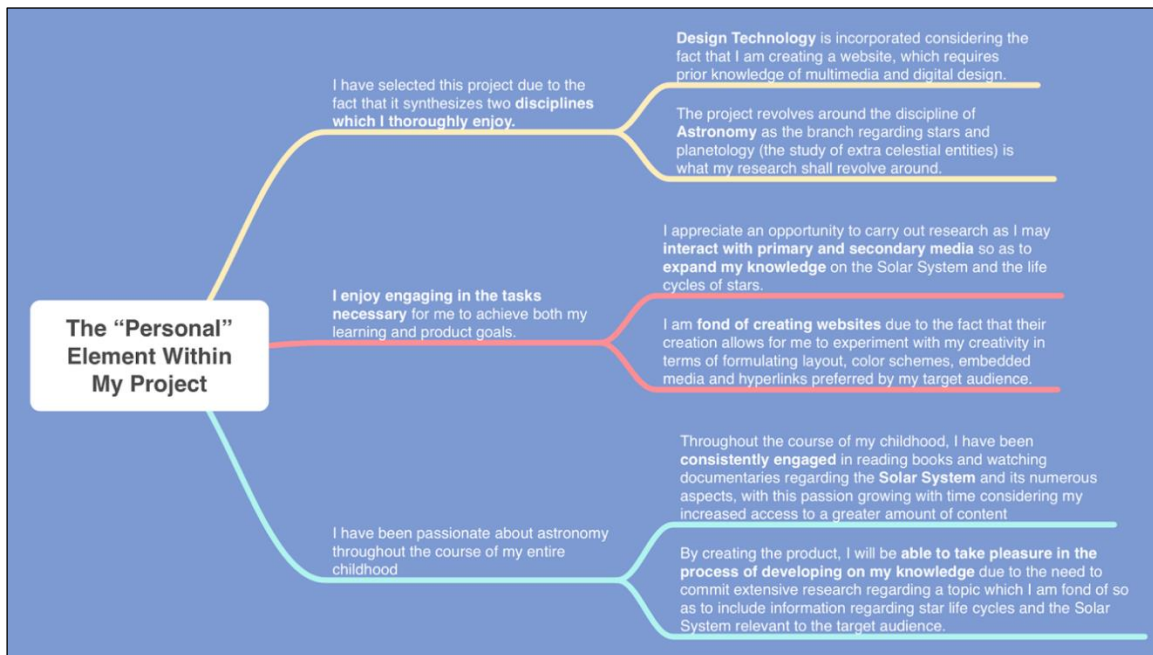 The “Personal”
Element Within
My Project
I have selected this project due to the
fact that it synthesizes two disciplines
which I thoroughly enjoy.
Design Technology is incorporated considering the
fact that I am creating a website, which requires
prior knowledge of multimedia and digital design.
The project revolves around the discipline of
Astronomy as the branch regarding stars and
planetology (the study of extra celestial entities) is
what my research shall revolve around.
I enjoy engaging in the tasks
necessary for me to achieve both my
learning and product goals.
I appreciate an opportunity to carry out research as I may
interact with primary and secondary media so as to
expand my knowledge on the Solar System and the life
cycles of stars.
I am fond of creating websites due to the fact that their
creation allows for me to experiment with my creativity in
terms of formulating layout, color schemes, embedded
media and hyperlinks preferred by my target audience.
I have been passionate about astronomy
throughout the course of my entire
childhood
Throughout the course of my childhood, I have been
consistently engaged in reading books and watching
documentaries regarding the Solar System and its numerous
aspects, with this passion growing with time considering my
increased access to a greater amount of content
By creating the product, I will be able to take pleasure in the
process of developing on my knowledge due to the need to
commit extensive research regarding a topic which I am fond of so
as to include information regarding star life cycles and the Solar
System relevant to the target audience.